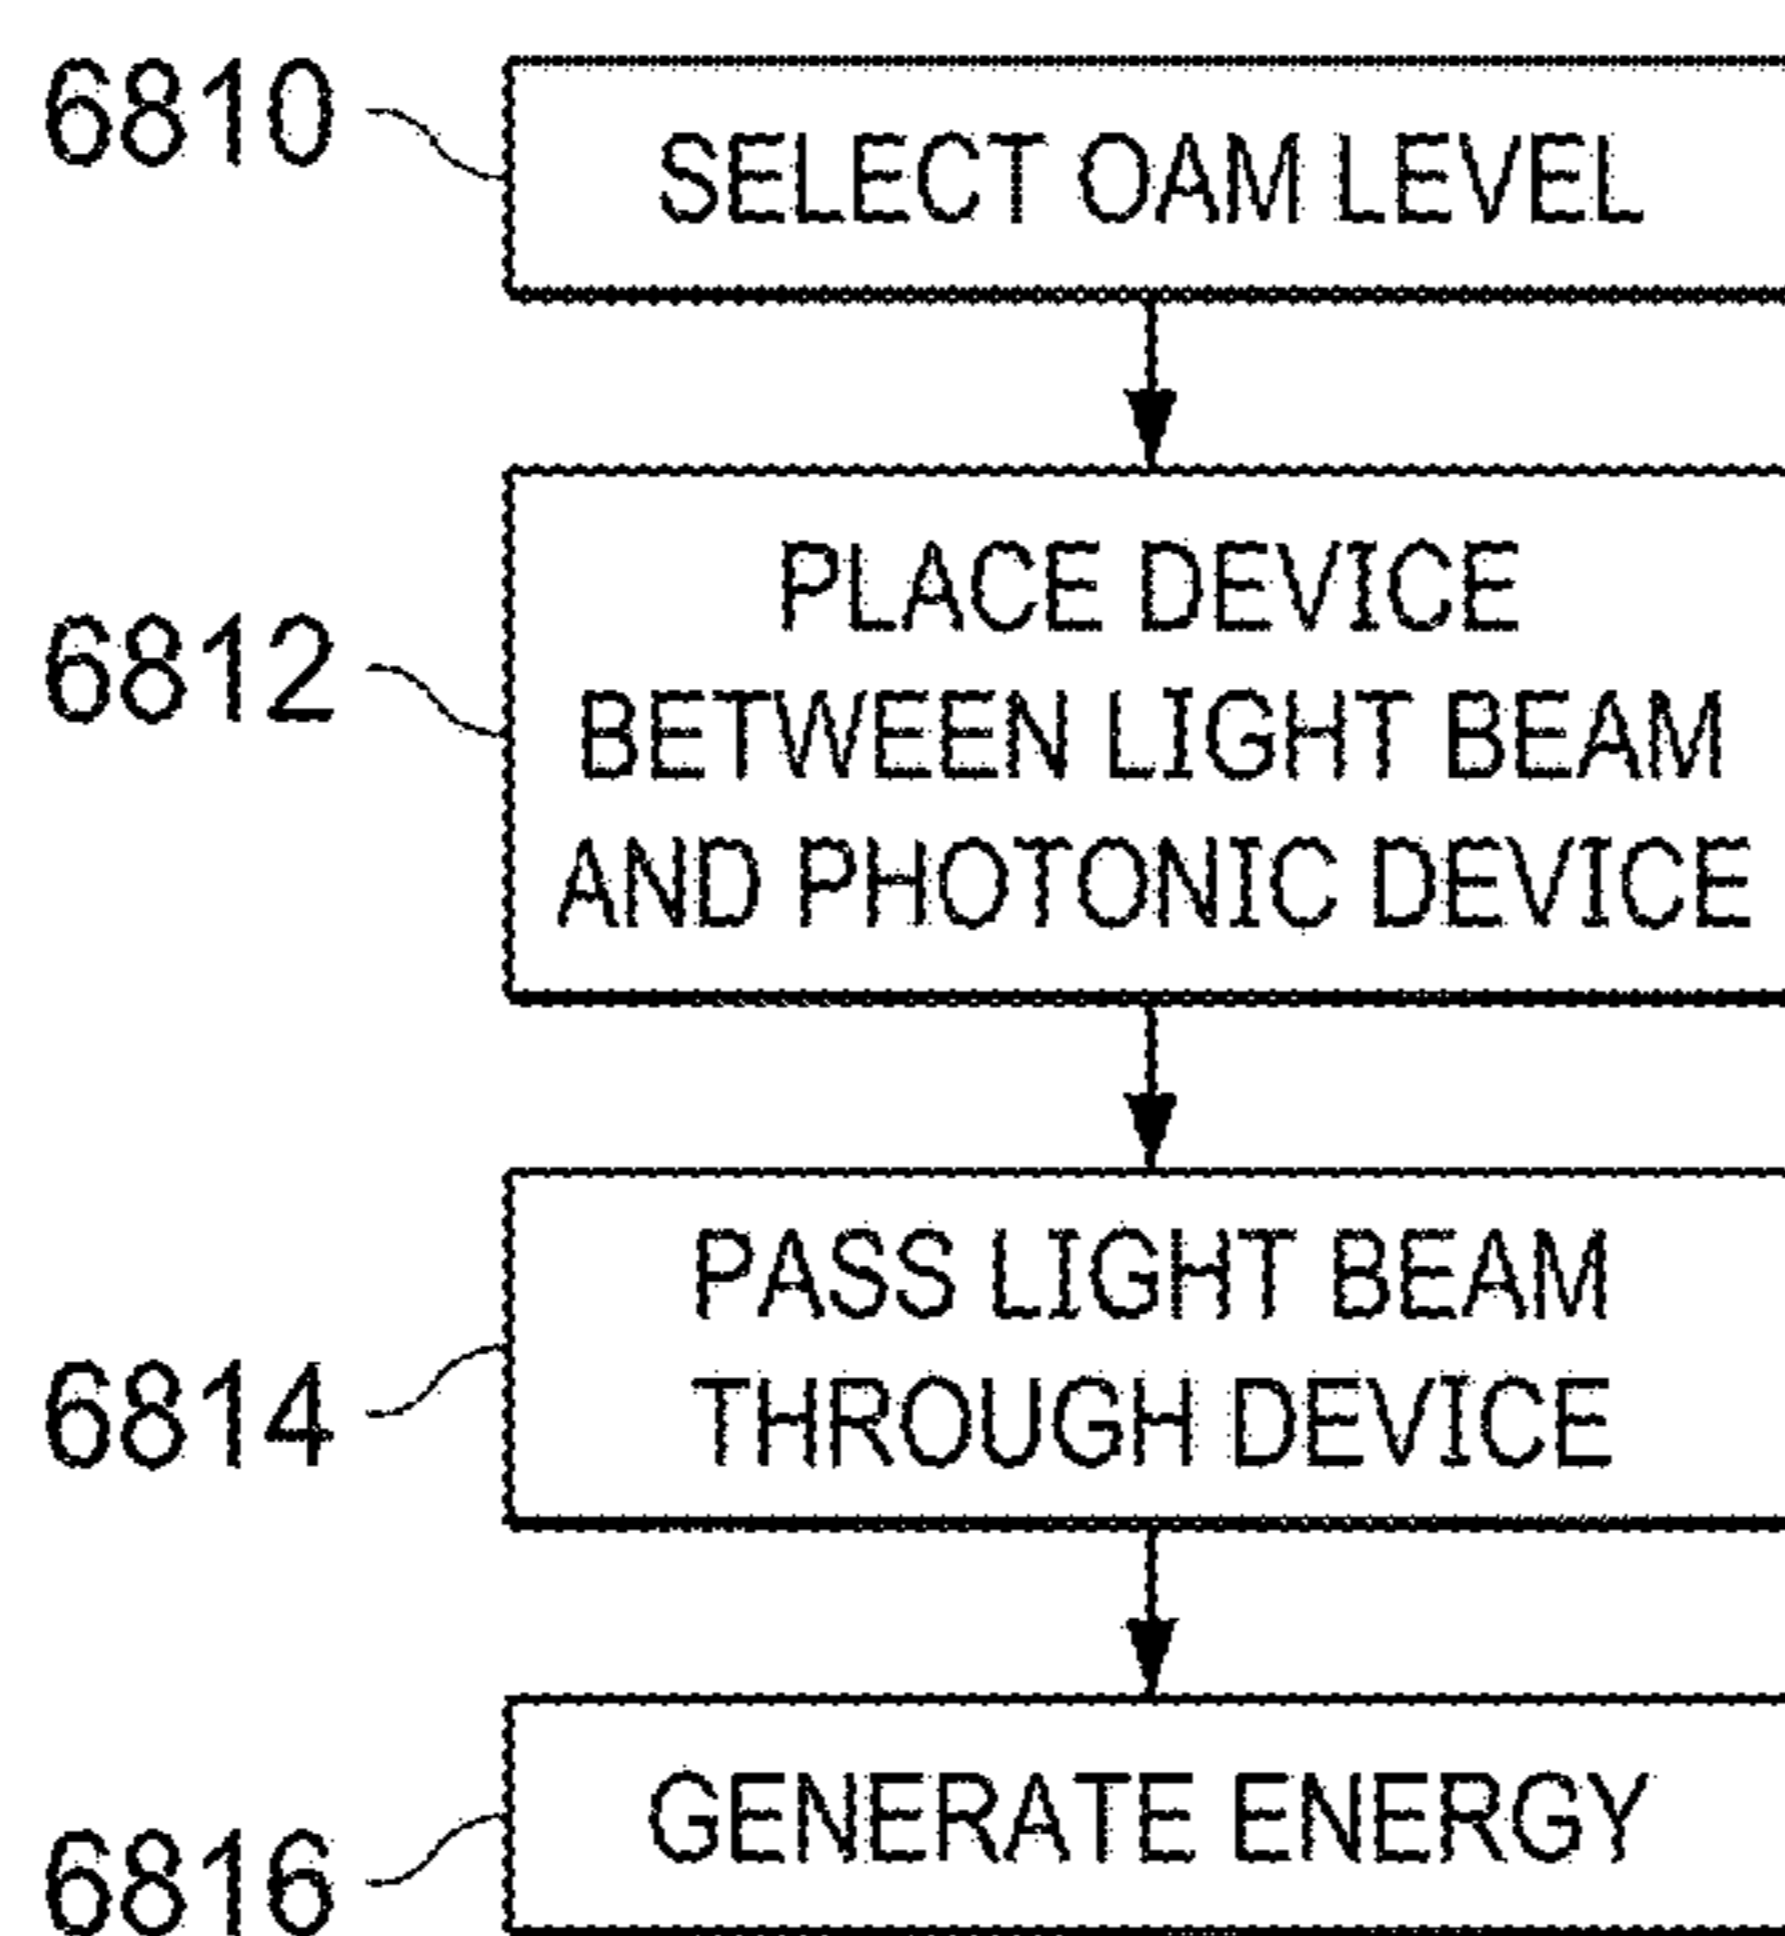 6810
SELECT OAM LEVEL
PLACE DEVICE
6812
BETWEEN LIGHT BEAM
AND PHOTONIC DEVICE
PASS LIGHT BEAM
6814
THROUGH DEVICE
GENERATE ENERGY
6816